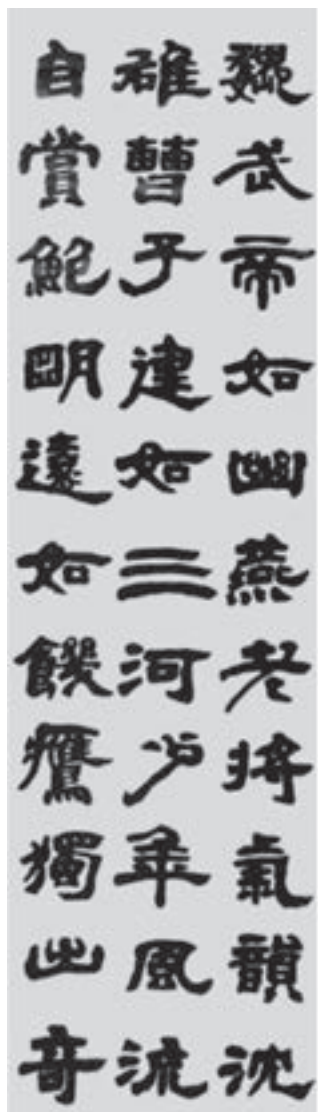 魏武帝如幽燕老將氣韻沈
雄曹子建如三河少年風流
自賞鮑明遠如饑鷹獨出奇